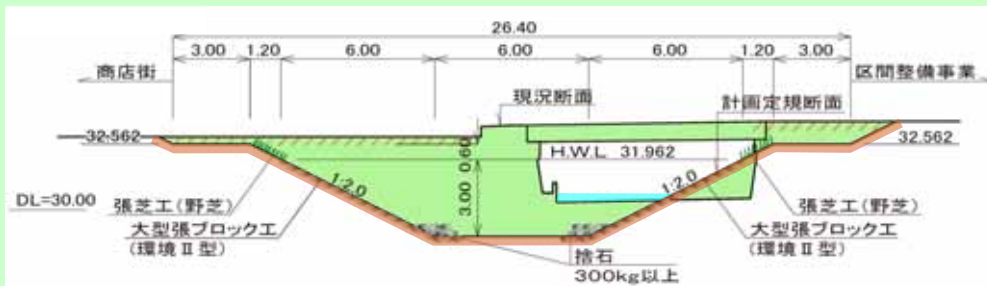 26.40
3.00 1.20 6.00 6.00 6.00 1.20 3.00
商店街 区間整備事業
現況断面 計画定規断面
32.562 0.60 H.W.L 31.962 32.562
DL=30.00 1:2.0 3.00 1:2.0
張芝工(野芝) 張芝工(野芝)
大型張ブロック工 大型張ブロック工
(環境Ⅱ型) (環境Ⅱ型)
捨石
300kg以上